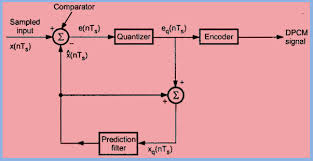 Comparator
Sampled
input
x(nTs)
+
Σ
−
e(nTs)
Quantizer
eq(nTs)
Encoder
DPCM
signal
x̂(nTs)
+
+
Σ
Prediction
filter
xq(nTs)